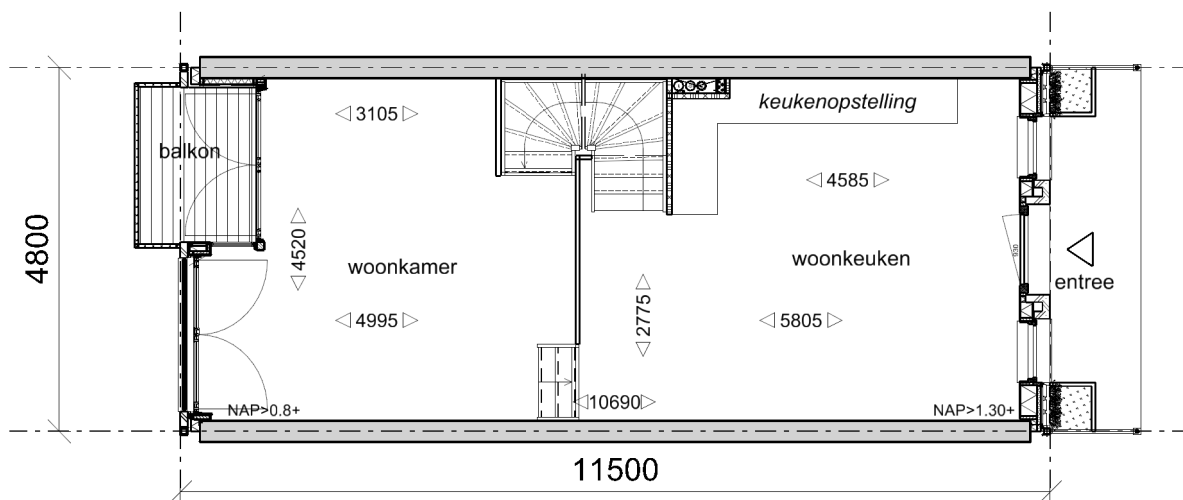 keukenopstelling
3105
balkon
4585
4800
4520
woonkamer
woonkeuken
930
entree
4995
2775
5805
NAP>0.8+
10690
NAP>1.30+
11500